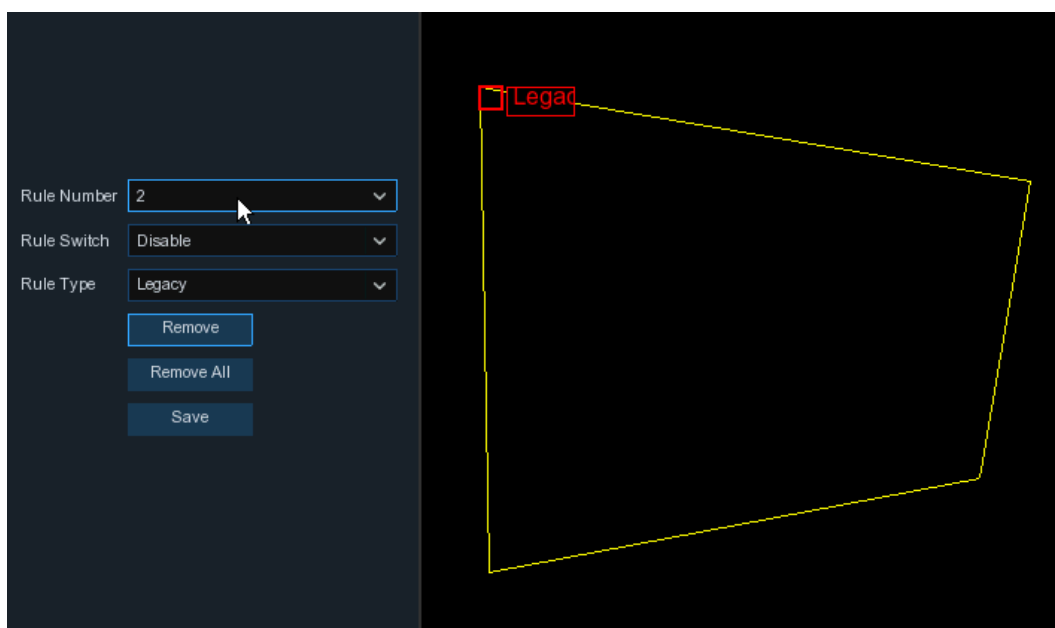 Legac
Rule Number 2
Rule Switch Disable
Rule Type Legacy
Remove
Remove All
Save